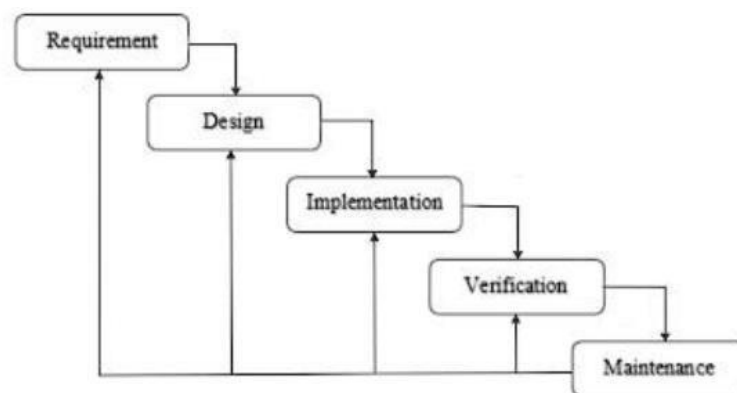 Requirement
Design
Implementation
Verification
Maintenance